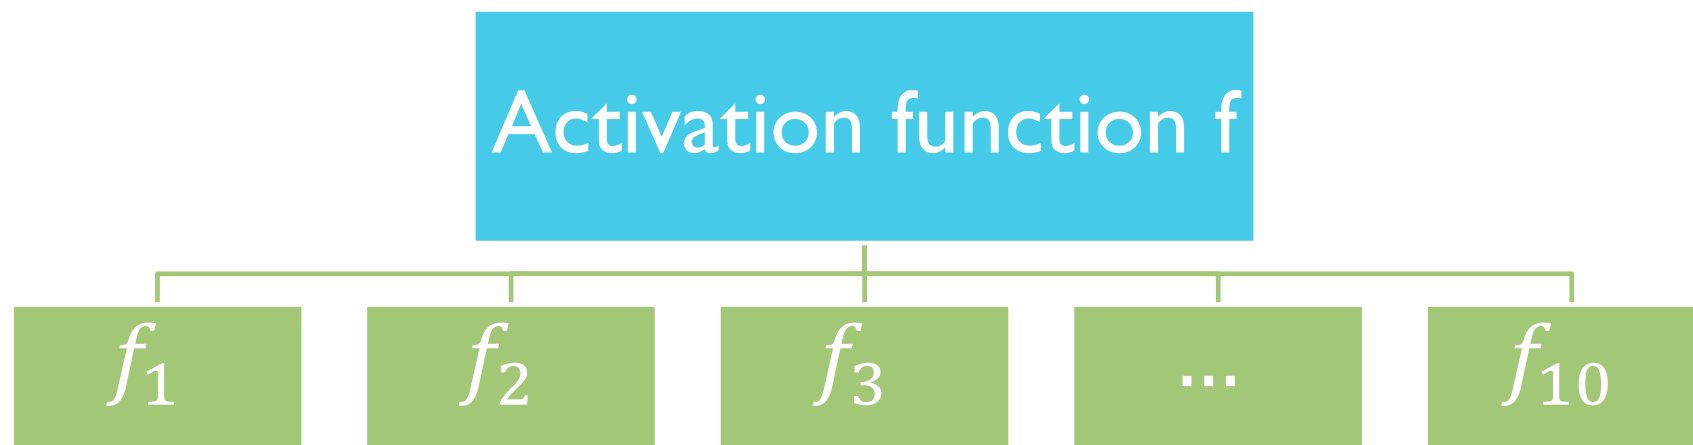 Activation function f
f₁
f₂
f₃
...
f₁₀